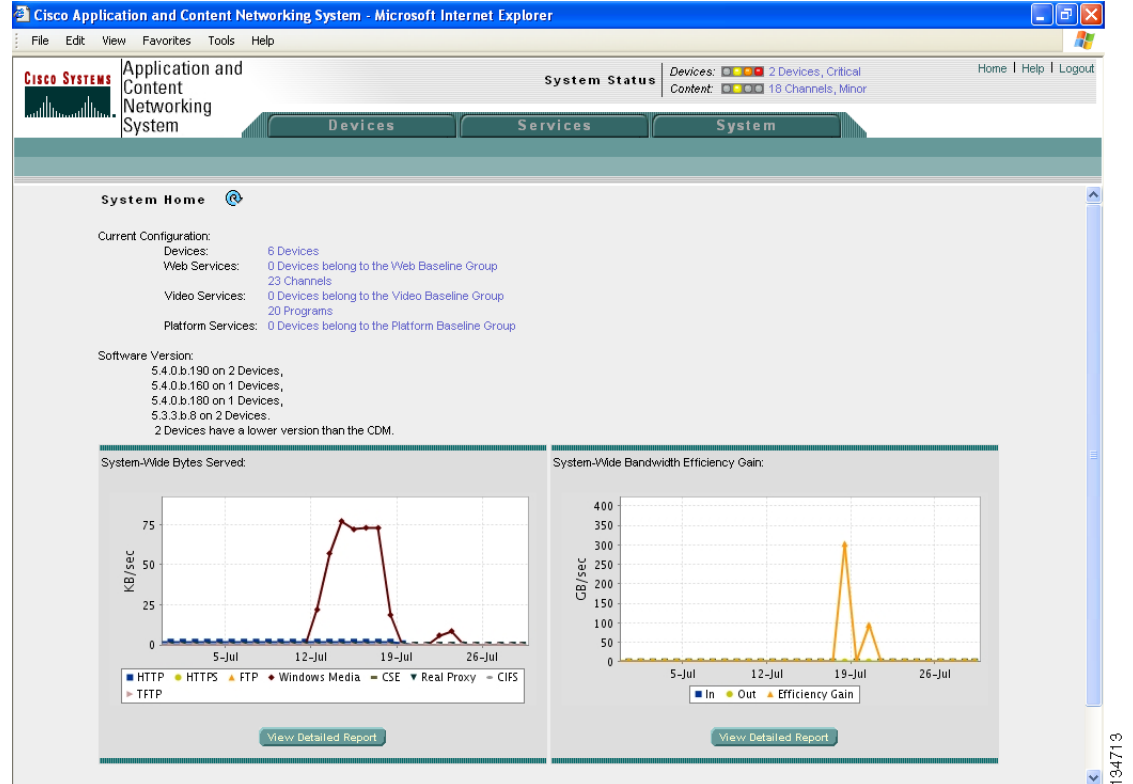 Cisco Application and Content Networking System - Microsoft Internet Explorer
File Edit View Favorites Tools Help
CISCO SYSTEMS
Application and
Content
Networking
System
System Status
Devices: 2 Devices, Critical
Content: 18 Channels, Minor
Home | Help | Logout
Devices Services System
System Home
Current Configuration:
Devices: 6 Devices
Web Services: 0 Devices belong to the Web Baseline Group
23 Channels
Video Services: 0 Devices belong to the Video Baseline Group
20 Programs
Platform Services: 0 Devices belong to the Platform Baseline Group
Software Version:
5.4.0.b.190 on 2 Devices,
5.4.0.b.160 on 1 Devices,
5.4.0.b.180 on 1 Devices,
5.3.3.b.8 on 2 Devices.
2 Devices have a lower version than the CDM.
System-Wide Bytes Served:
KB/sec
75
50
25
0
5-Jul 12-Jul 19-Jul 26-Jul
HTTP HTTPS FTP Windows Media CSE Real Proxy CIFS
TFTP
View Detailed Report
System-Wide Bandwidth Efficiency Gain:
GB/sec
400
350
300
250
200
150
100
50
0
5-Jul 12-Jul 19-Jul 26-Jul
In Out Efficiency Gain
View Detailed Report
134713